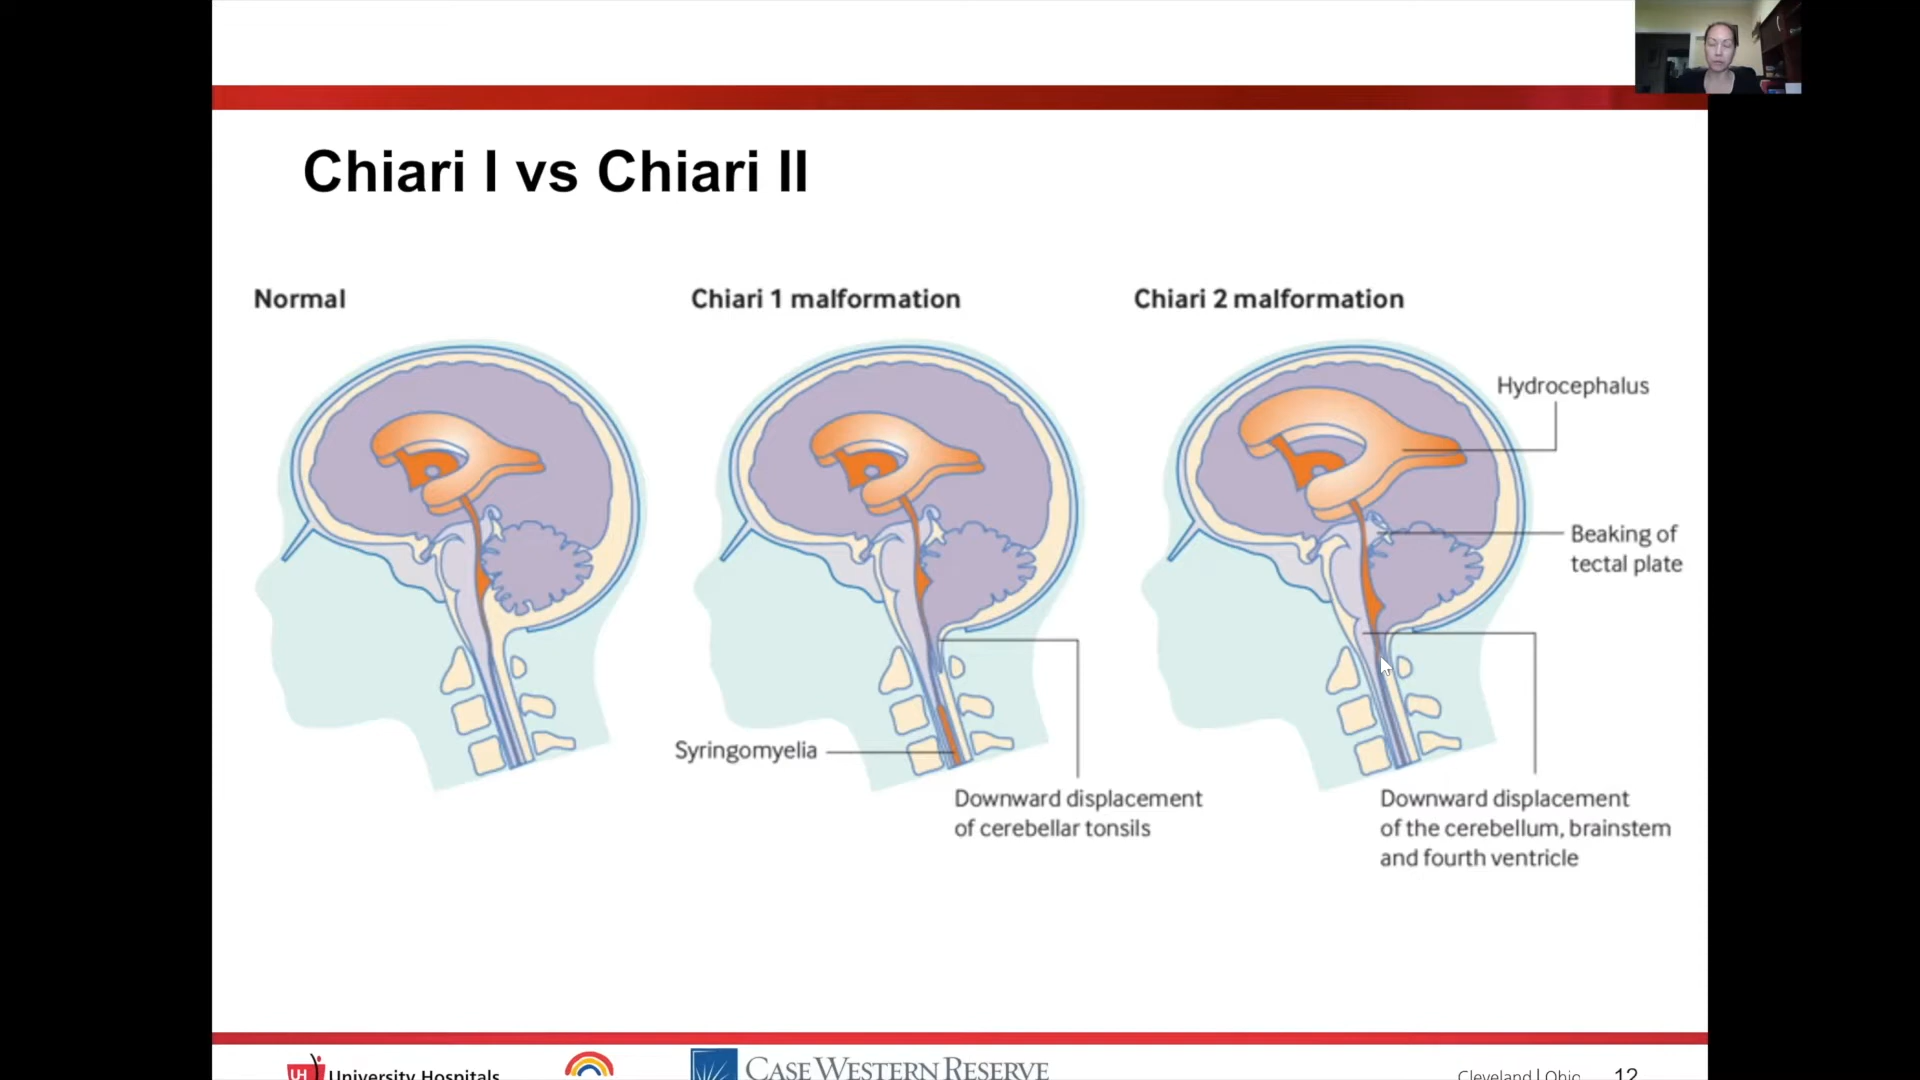 Chiari I vs Chiari II
Normal
Chiari 1 malformation
Chiari 2 malformation
Hydrocephalus
Beaking of
tectal plate
Syringomyelia
Downward displacement
of cerebellar tonsils
Downward displacement
of the cerebellum, brainstem
and fourth ventricle
UH
University Hospitals
CASE WESTERN RESERVE
Cleveland | Ohio
12